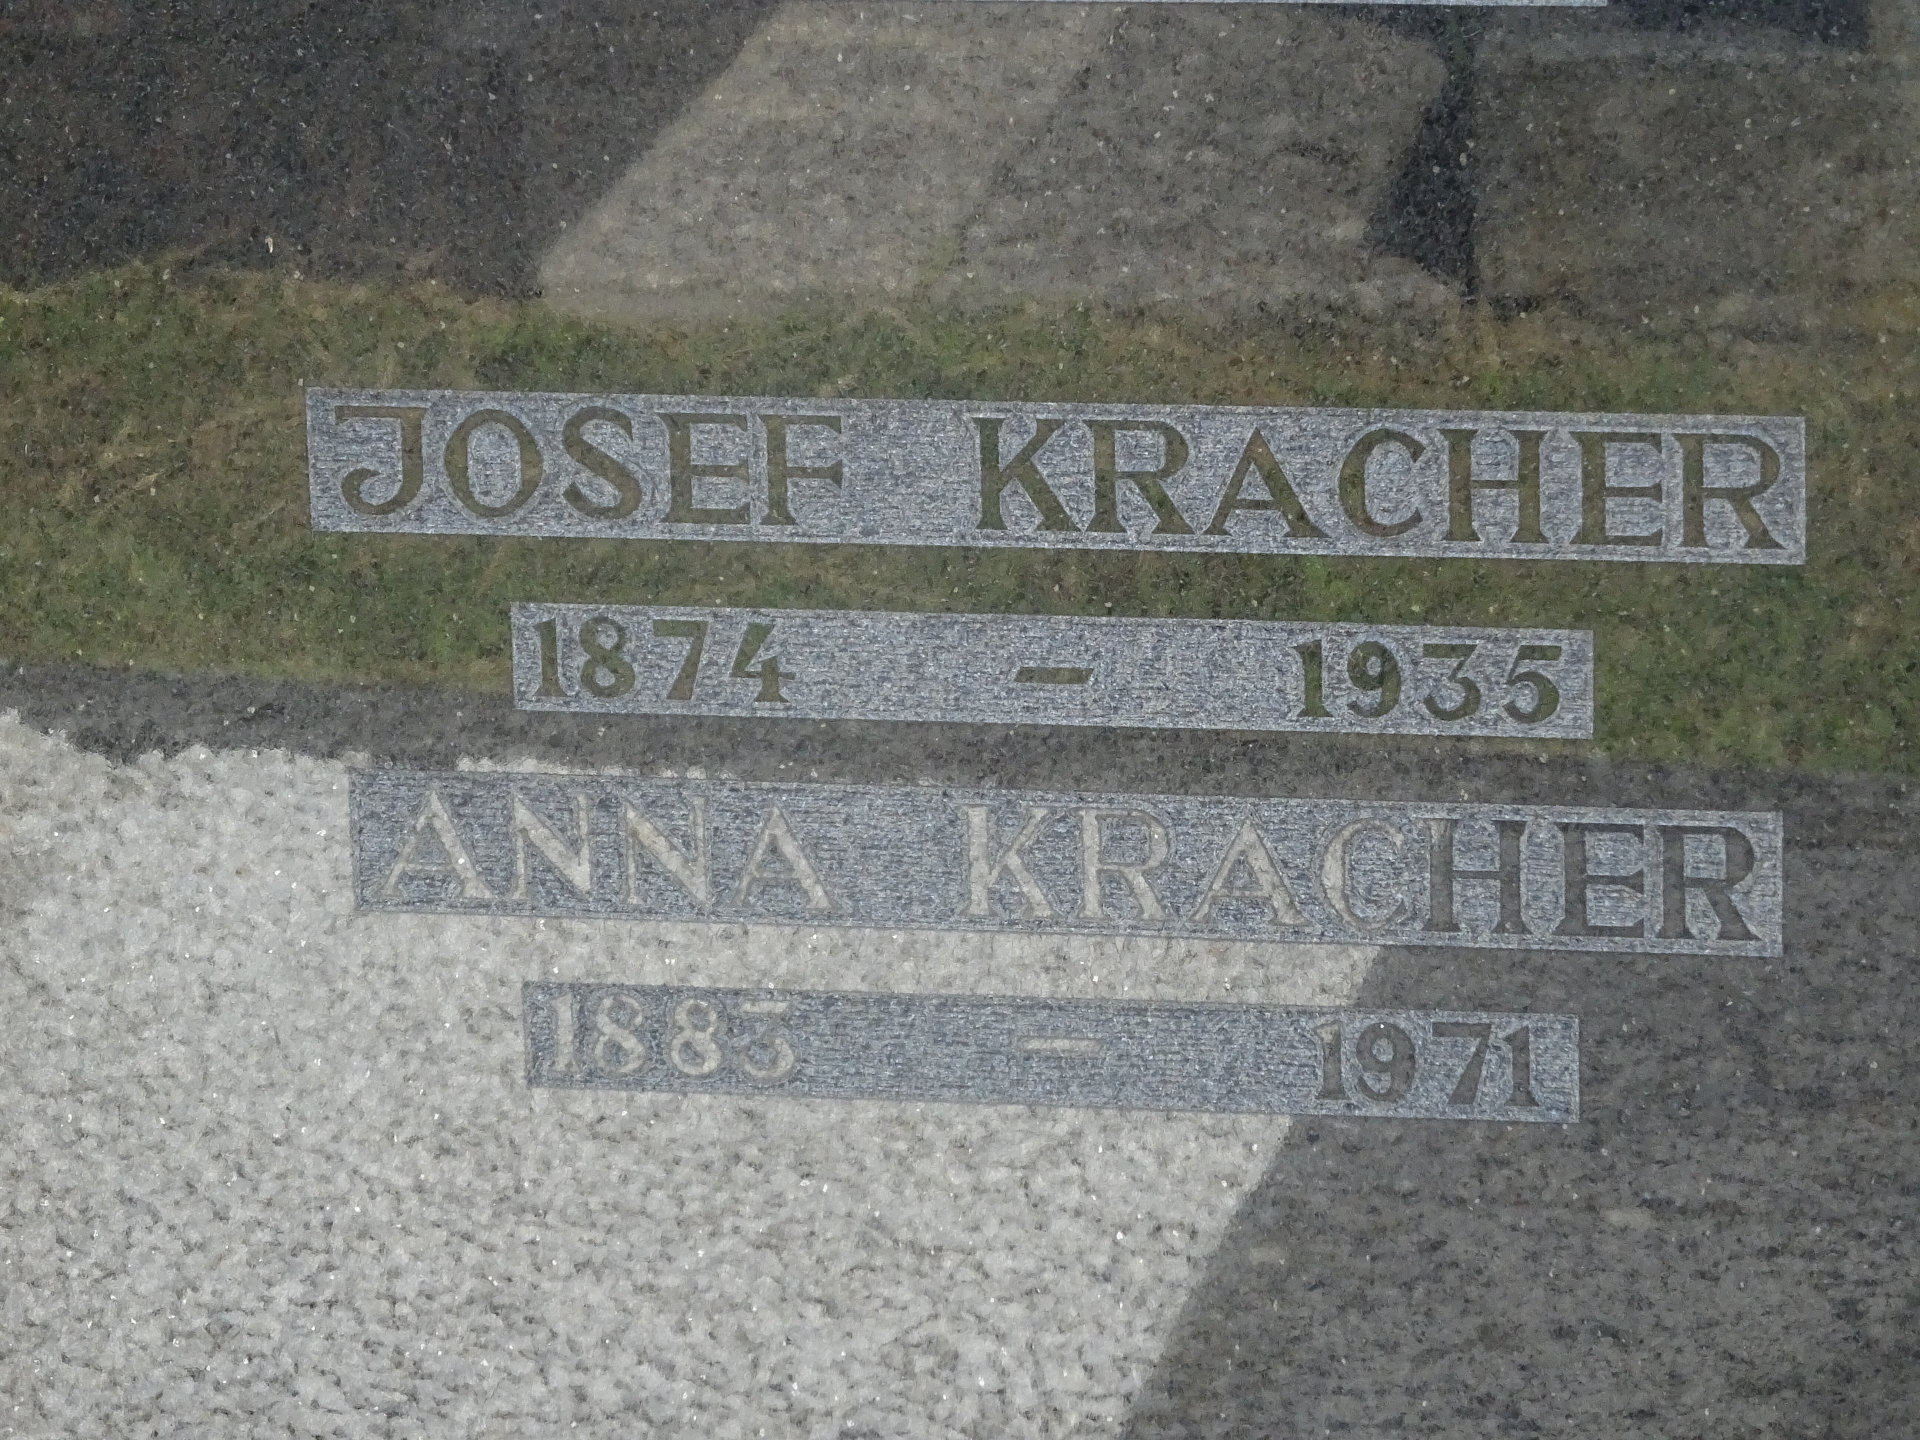 JOSEF KRACHER
1874 – 1935
ANNA KRACHER
1883 – 1971